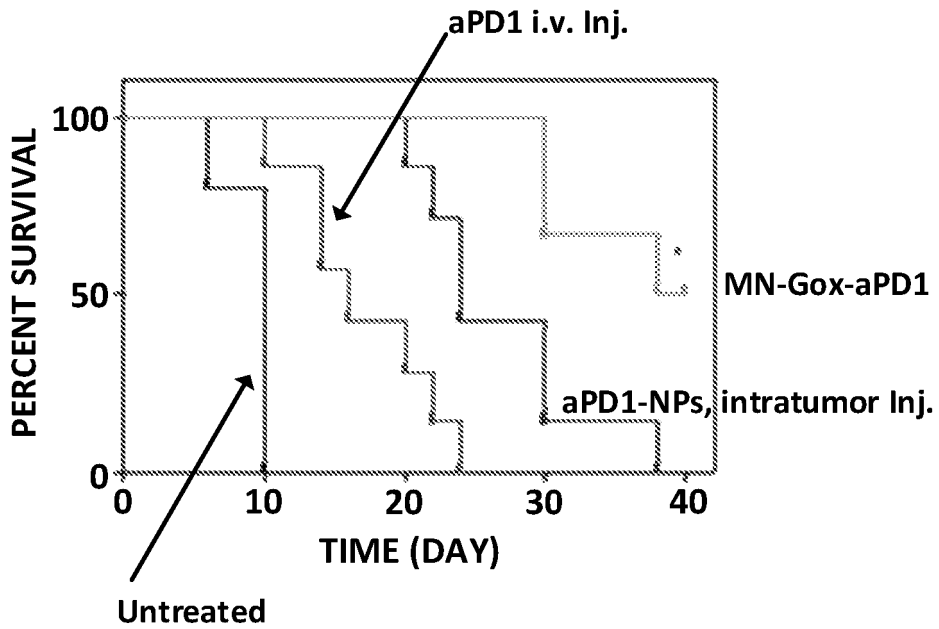 aPD1 i.v. Inj.
100
50
0
PERCENT SURVIVAL
MN-Gox-aPD1
aPD1-NPs, intratumor Inj.
0 10 20 30 40
TIME (DAY)
Untreated